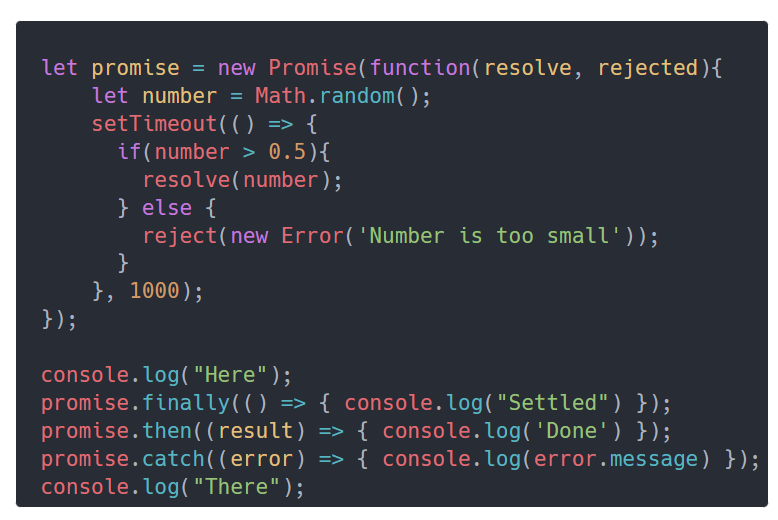 let promise = new Promise(function(resolve, rejected){
    let number = Math.random();
    setTimeout(() => {
      if(number > 0.5){
        resolve(number);
      } else {
        reject(new Error('Number is too small'));
      }
    }, 1000);
});

console.log("Here");
promise.finally(() => { console.log("Settled") });
promise.then((result) => { console.log('Done') });
promise.catch((error) => { console.log(error.message) });
console.log("There");